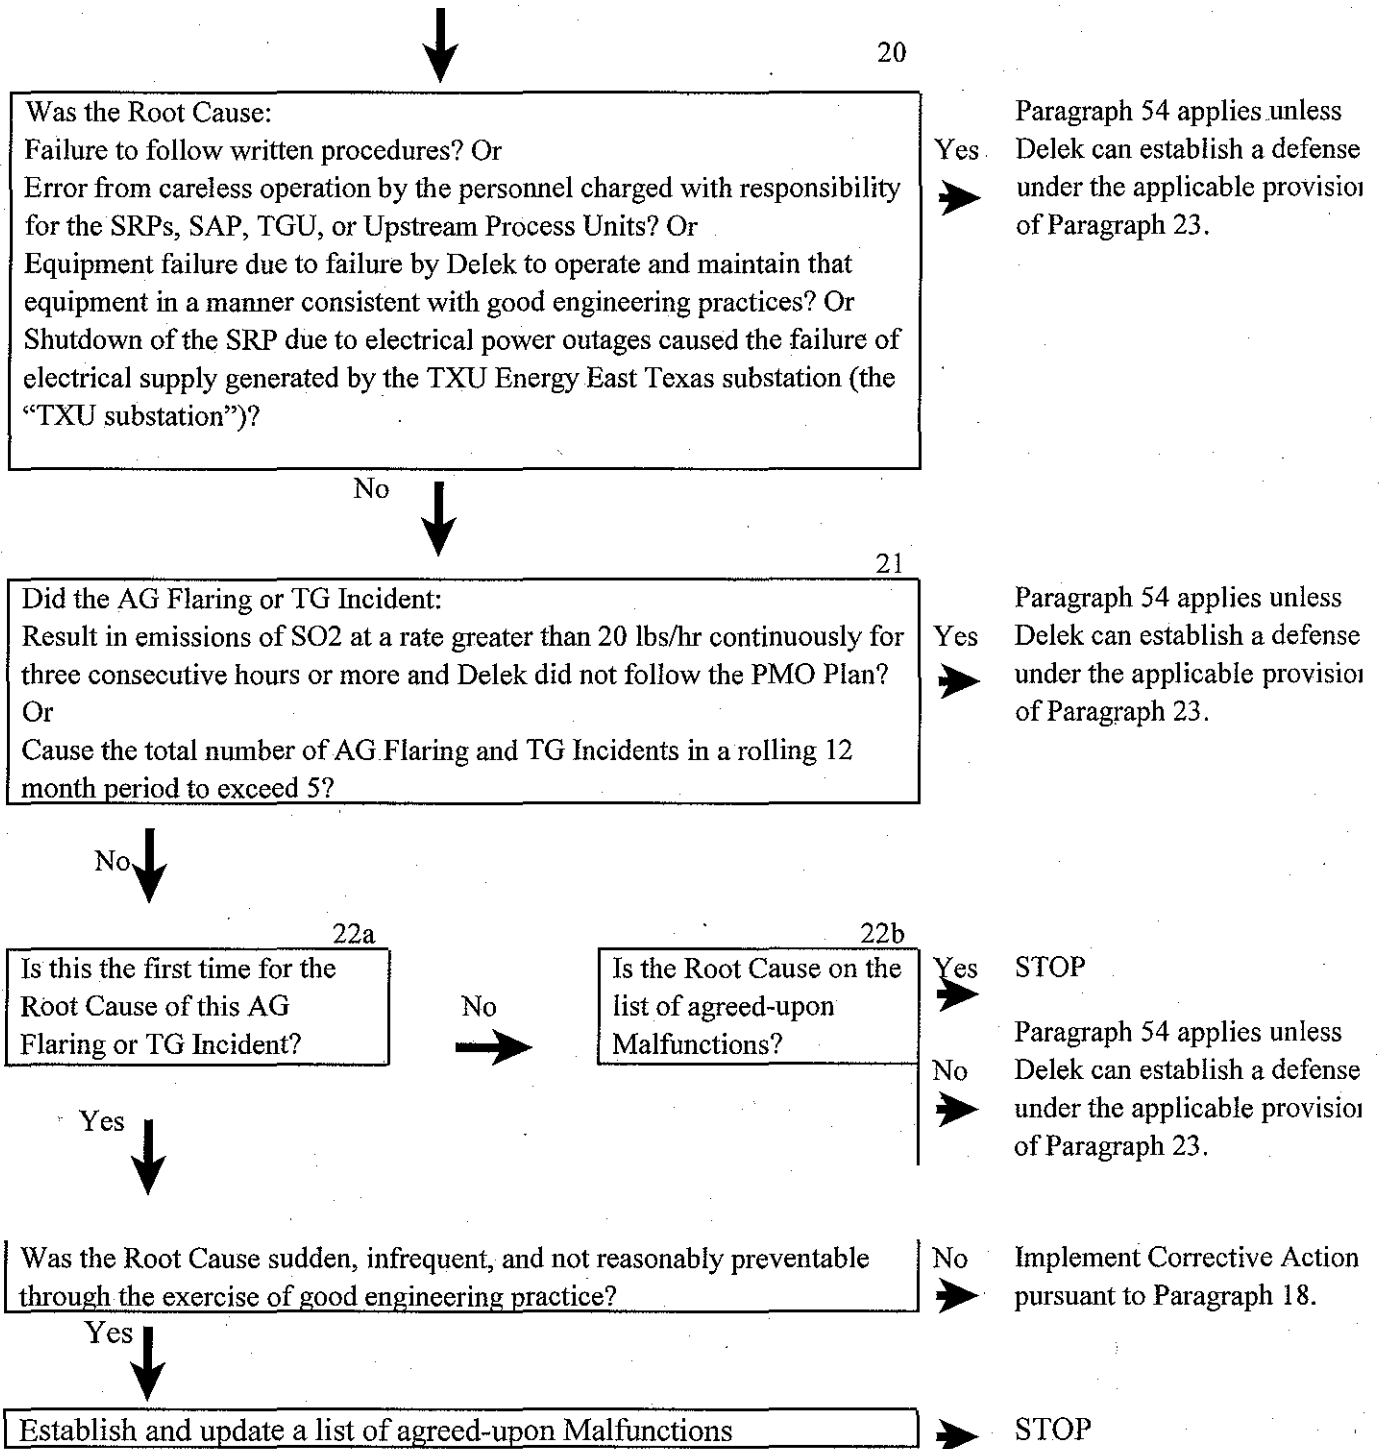 20
Was the Root Cause:
Failure to follow written procedures? Or
Error from careless operation by the personnel charged with responsibility
for the SRPs, SAP, TGU, or Upstream Process Units? Or
Equipment failure due to failure by Delek to operate and maintain that
equipment in a manner consistent with good engineering practices? Or
Shutdown of the SRP due to electrical power outages caused the failure of
electrical supply generated by the TXU Energy East Texas substation (the
“TXU substation”)?
Yes
Paragraph 54 applies unless
Delek can establish a defense
under the applicable provision
of Paragraph 23.
No
21
Did the AG Flaring or TG Incident:
Result in emissions of SO2 at a rate greater than 20 lbs/hr continuously for
three consecutive hours or more and Delek did not follow the PMO Plan?
Or
Cause the total number of AG Flaring and TG Incidents in a rolling 12
month period to exceed 5?
Yes
Paragraph 54 applies unless
Delek can establish a defense
under the applicable provision
of Paragraph 23.
No
22a
Is this the first time for the
Root Cause of this AG
Flaring or TG Incident?
No
22b
Is the Root Cause on the
list of agreed-upon
Malfunctions?
Yes STOP
No
Paragraph 54 applies unless
Delek can establish a defense
under the applicable provision
of Paragraph 23.
Yes
Was the Root Cause sudden, infrequent, and not reasonably preventable
through the exercise of good engineering practice?
No
Implement Corrective Action
pursuant to Paragraph 18.
Yes
Establish and update a list of agreed-upon Malfunctions
STOP